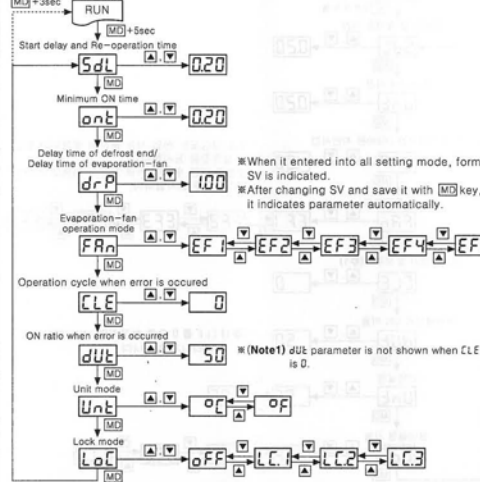 MD +3sec
RUN
MD +5sec
Start delay and Re-operation time
SdL ▲,▼ 0.20
MD
Minimum ON time
ont ▲,▼ 0.20
MD
Delay time of defrost end/
Delay time of evaporation-fan
drP ▲,▼ 1.00
MD
※When it entered into all setting mode, form
SV is indicated.
※After changing SV and save it with MD key,
it indicates parameter automatically.
Evaporation-fan
operation mode
FAn ▲,▼ EF1 ▼ ▲ EF2 ▼ ▲ EF3 ▼ ▲ EF4 ▼ ▲ EF
MD
Operation cycle when error is occured
CLE ▲,▼ 0
MD
ON ratio when error is occurred
dUt ▲,▼ 50
MD
※(Note1) dUt parameter is not shown when CLE
is 0.
Unit mode
Unt ▲,▼ °C ▼ ▲ °F
MD
Lock mode
LoC ▲,▼ oFF ▼ ▲ LC.1 ▼ ▲ LC.2 ▼ ▲ LC.3
MD